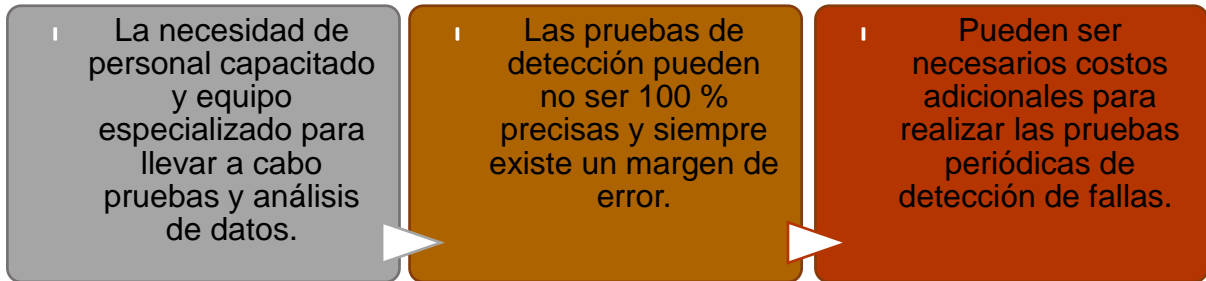 La necesidad de
personal capacitado
y equipo
especializado para
llevar a cabo
pruebas y análisis
de datos.
Las pruebas de
detección pueden
no ser 100 %
precisas y siempre
existe un margen de
error.
Pueden ser
necesarios costos
adicionales para
realizar las pruebas
periódicas de
detección de fallas.